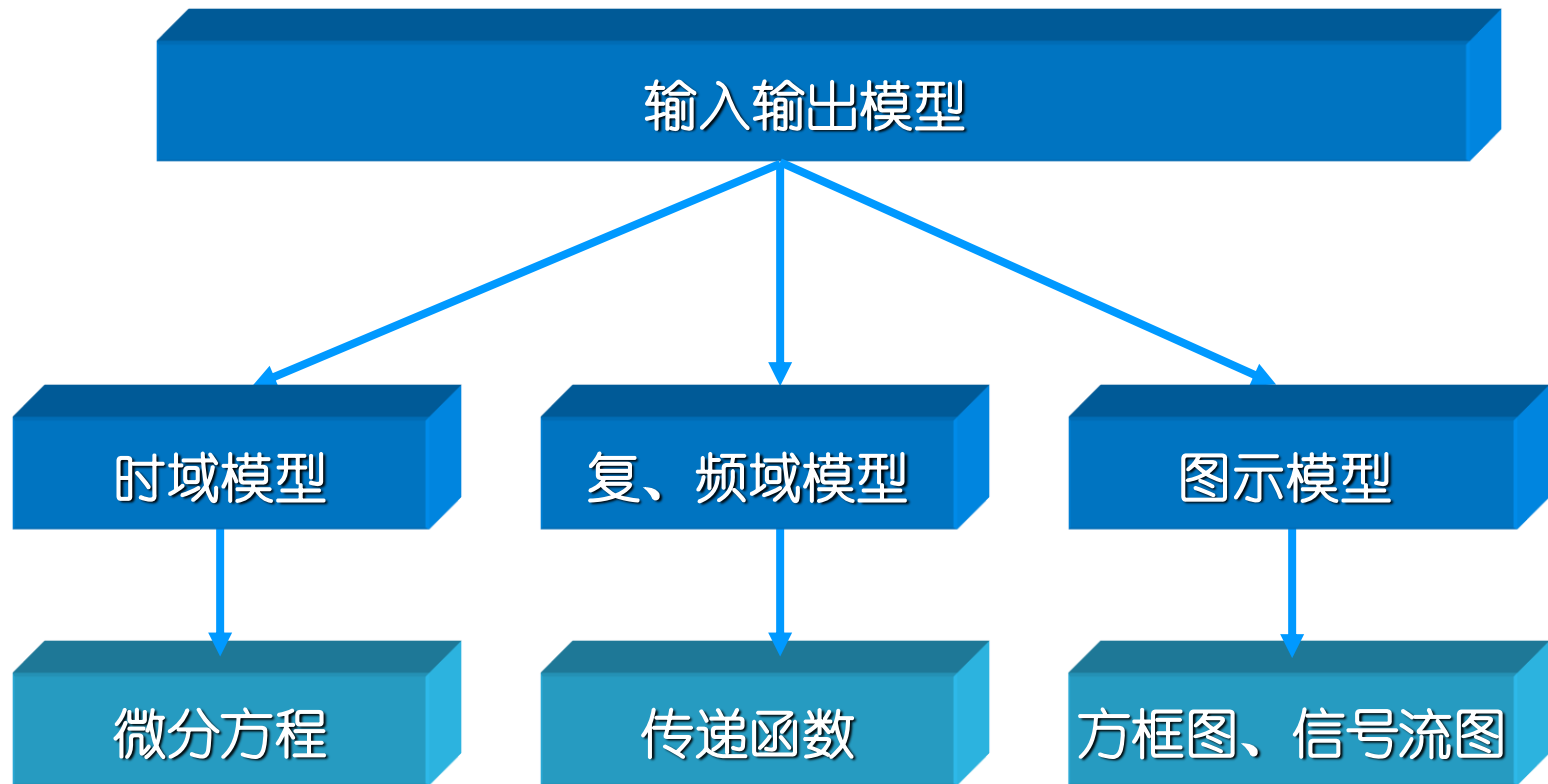 输入输出模型
时域模型
复、频域模型
图示模型
微分方程
传递函数
方框图、信号流图